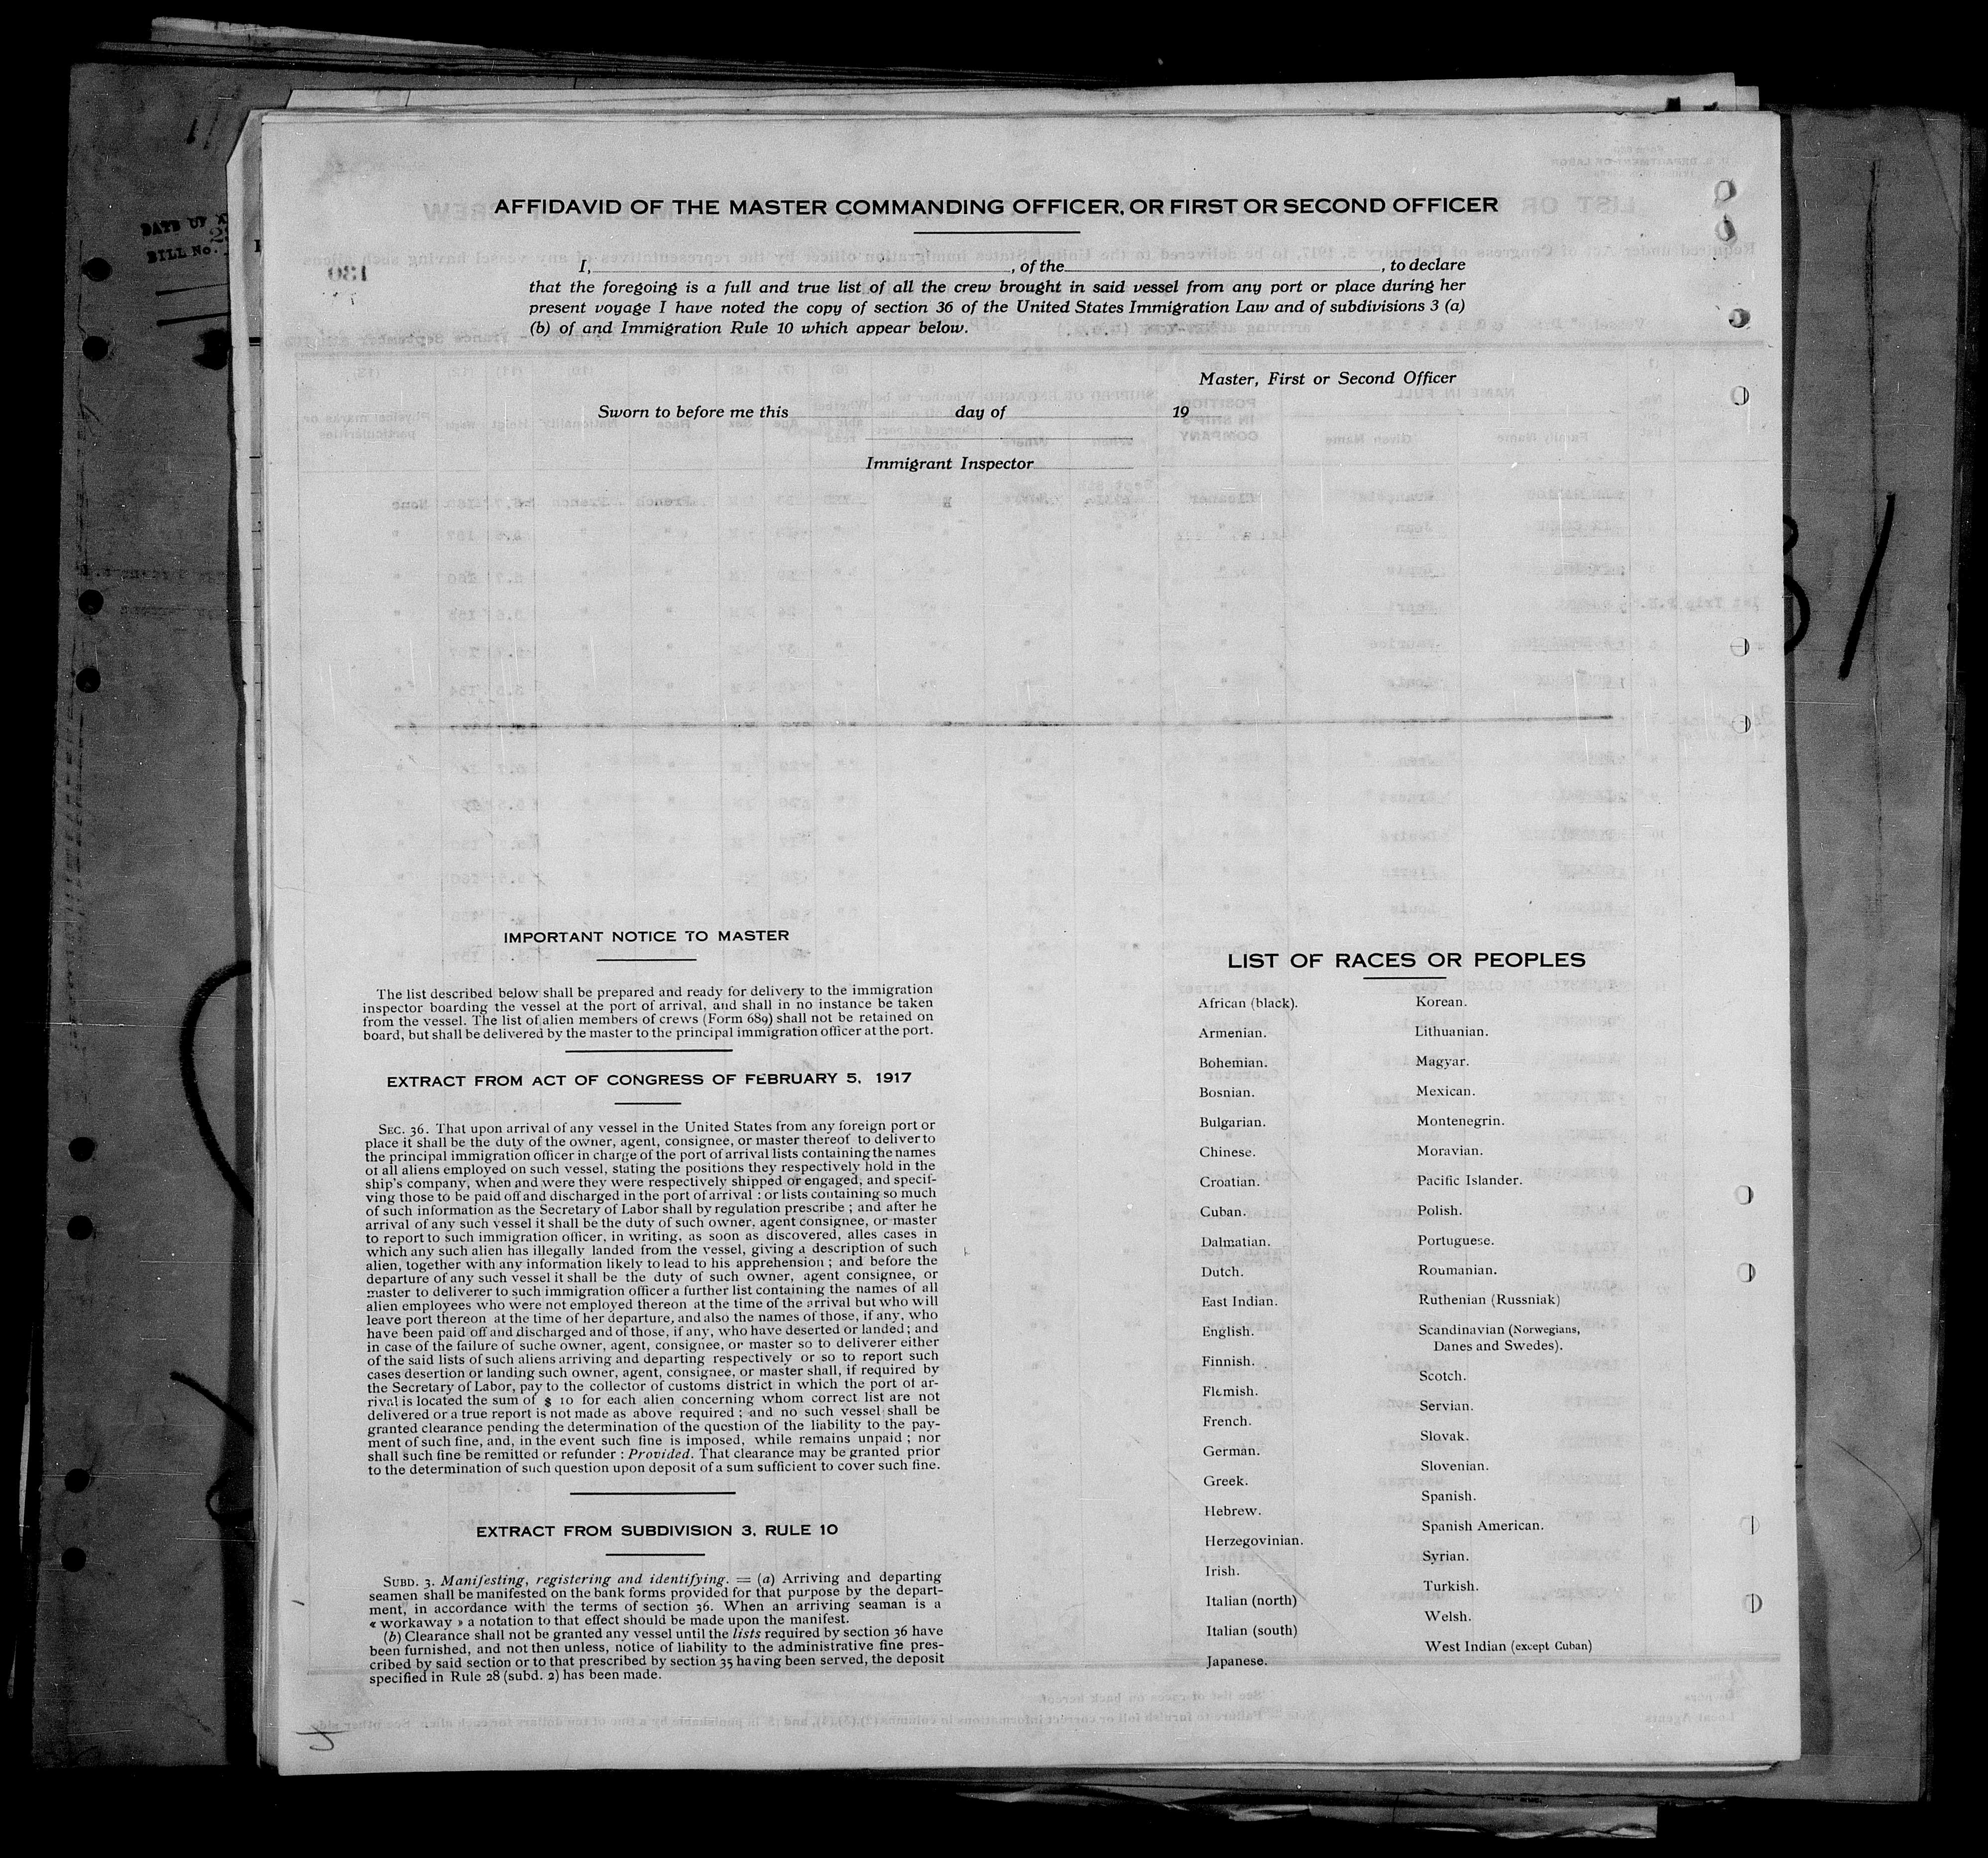 DATE OF
BILL No.
AFFIDAVID OF THE MASTER COMMANDING OFFICER, OR FIRST OR SECOND OFFICER
I, , of the , to declare
that the foregoing is a full and true list of all the crew brought in said vessel from any port or place during her
present voyage I have noted the copy of section 36 of the United States Immigration Law and of subdivisions 3 (a)
(b) of and Immigration Rule 10 which appear below.
Master, First or Second Officer
Sworn to before me this day of 19
Immigrant Inspector
IMPORTANT NOTICE TO MASTER
The list described below shall be prepared and ready for delivery to the immigration
inspector boarding the vessel at the port of arrival, and shall in no instance be taken
from the vessel. The list of alien members of crews (Form 689) shall not be retained on
board, but shall be delivered by the master to the principal immigration officer at the port.
EXTRACT FROM ACT OF CONGRESS OF FEBRUARY 5, 1917
SEC. 36. That upon arrival of any vessel in the United States from any foreign port or
place it shall be the duty of the owner, agent, consignee, or master thereof to deliver to
the principal immigration officer in charge of the port of arrival lists containing the names
of all aliens employed on such vessel, stating the positions they respectively hold in the
ship's company, when and were they were respectively shipped or engaged, and specif-
ving those to be paid off and discharged in the port of arrival : or lists containing so much
of such information as the Secretary of Labor shall by regulation prescribe ; and after he
arrival of any such vessel it shall be the duty of such owner, agent consignee, or master
to report to such immigration officer, in writing, as soon as discovered, alles cases in
which any such alien has illegally landed from the vessel, giving a description of such
alien, together with any information likely to lead to his apprehension ; and before the
departure of any such vessel it shall be the duty of such owner, agent consignee, or
master to deliverer to such immigration officer a further list containing the names of all
alien employees who were not employed thereon at the time of the arrival but who will
leave port thereon at the time of her departure, and also the names of those, if any, who
have been paid off and discharged and of those, if any, who have deserted or landed ; and
in case of the failure of suche owner, agent, consignee, or master so to deliverer either
of the said lists of such aliens arriving and departing respectively or so to report such
cases desertion or landing such owner, agent, consignee, or master shall, if required by
the Secretary of Labor, pay to the collector of customs district in which the port of ar-
rival is located the sum of $ 10 for each alien concerning whom correct list are not
delivered or a true report is not made as above required ; and no such vessel shall be
granted clearance pending the determination of the question of the liability to the pay-
ment of such fine, and, in the event such fine is imposed, while remains unpaid ; nor
shall such fine be remitted or refunder : Provided. That clearance may be granted prior
to the determination of such question upon deposit of a sum sufficient to cover such fine.
EXTRACT FROM SUBDIVISION 3, RULE 10
SUBD. 3. Manifesting, registering and identifying. = (a) Arriving and departing
seamen shall be manifested on the bank forms provided for that purpose by the depart-
ment, in accordance with the terms of section 36. When an arriving seaman is a
« workaway » a notation to that effect should be made upon the manifest.
(b) Clearance shall not be granted any vessel until the lists required by section 36 have
been furnished, and not then unless, notice of liability to the administrative fine pres-
cribed by said section or to that prescribed by section 35 having been served, the deposit
specified in Rule 28 (subd. 2) has been made.
LIST OF RACES OR PEOPLES
African (black).
Armenian.
Bohemian.
Bosnian.
Bulgarian.
Chinese.
Croatian.
Cuban.
Dalmatian.
Dutch.
East Indian.
English.
Finnish.
Flemish.
French.
German.
Greek.
Hebrew.
Herzegovinian.
Irish.
Italian (north)
Italian (south)
Japanese.
Korean.
Lithuanian.
Magyar.
Mexican.
Montenegrin.
Moravian.
Pacific Islander.
Polish.
Portuguese.
Roumanian.
Ruthenian (Russniak)
Scandinavian (Norwegians,
Danes and Swedes).
Scotch.
Servian.
Slovak.
Slovenian.
Spanish.
Spanish American.
Syrian.
Turkish.
Welsh.
West Indian (except Cuban)